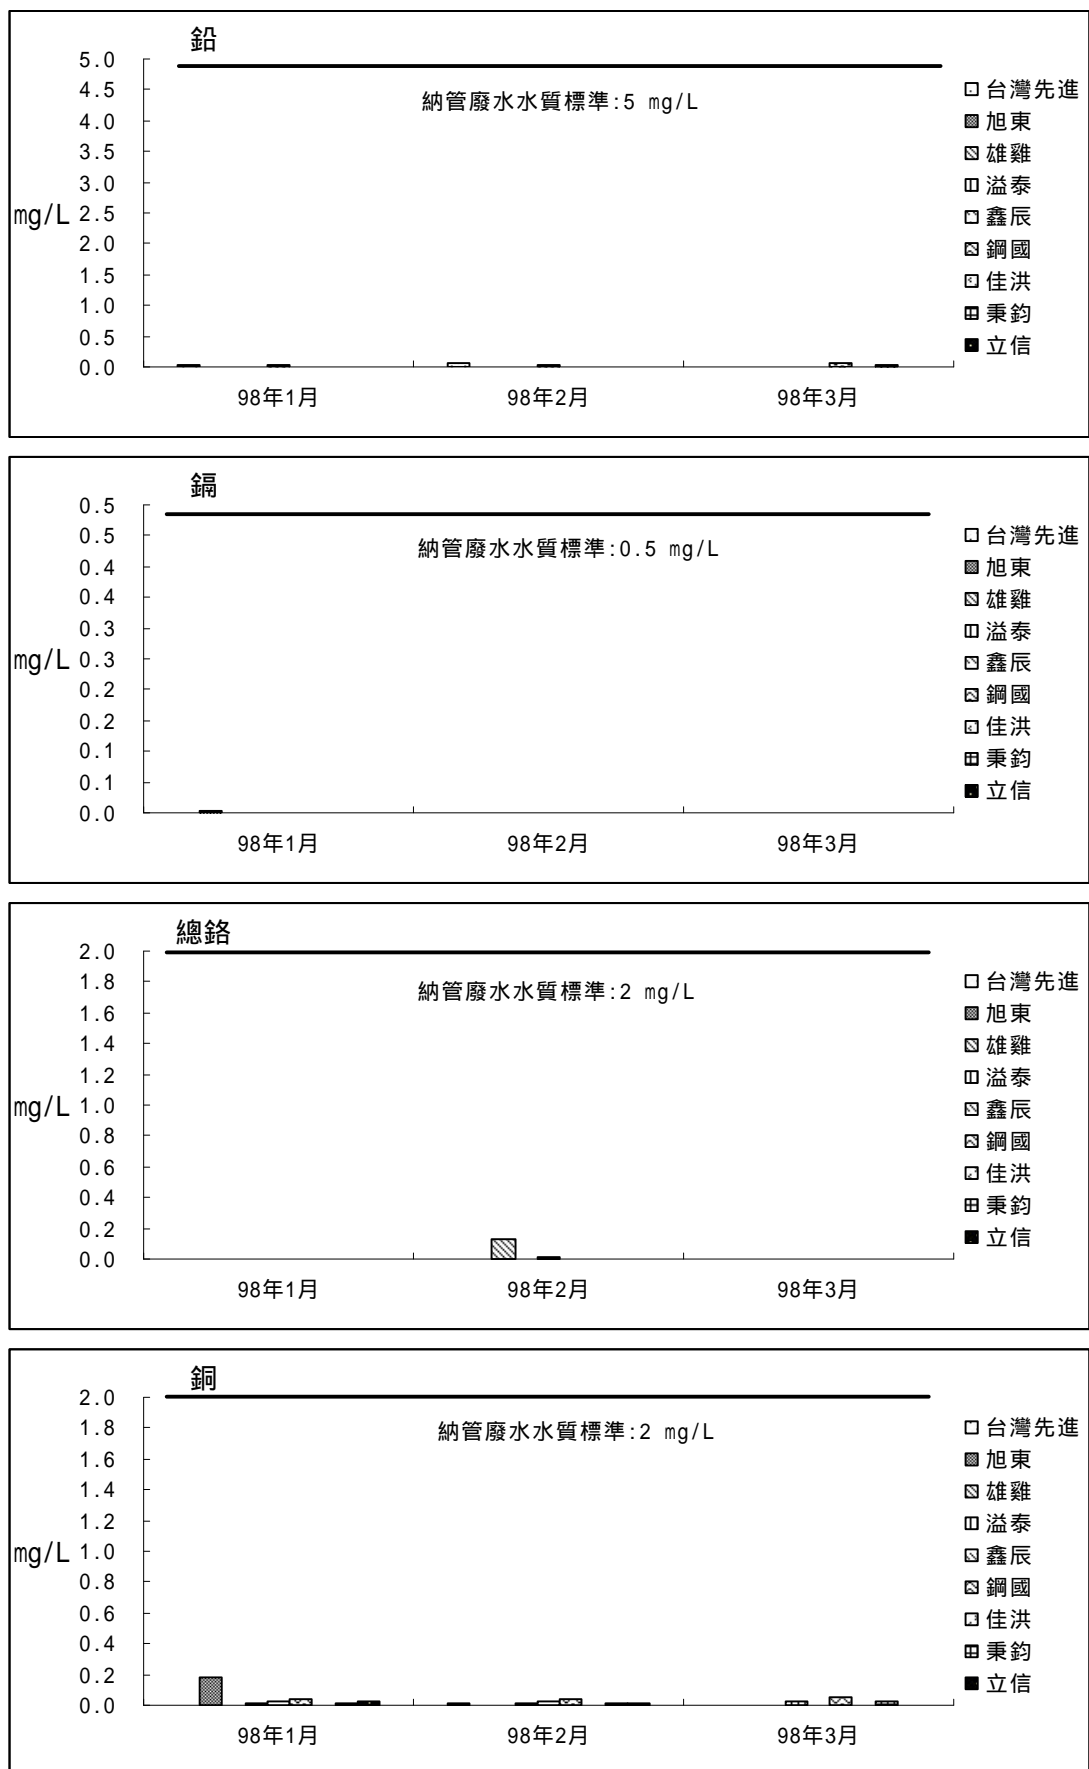 鉛
5.0
4.5
4.0
3.5
3.0
2.5
2.0
1.5
1.0
0.5
0.0
mg/L
納管廢水水質標準:5 mg/L
98年1月 98年2月 98年3月
台灣先進
旭東
雄雞
溢泰
鑫辰
鋼國
佳洪
秉鈞
立信
鎘
0.5
0.5
0.4
0.4
0.3
0.3
0.2
0.2
0.1
0.1
0.0
mg/L
納管廢水水質標準:0.5 mg/L
98年1月 98年2月 98年3月
台灣先進
旭東
雄雞
溢泰
鑫辰
鋼國
佳洪
秉鈞
立信
總鉻
2.0
1.8
1.6
1.4
1.2
1.0
0.8
0.6
0.4
0.2
0.0
mg/L
納管廢水水質標準:2 mg/L
98年1月 98年2月 98年3月
台灣先進
旭東
雄雞
溢泰
鑫辰
鋼國
佳洪
秉鈞
立信
銅
2.0
1.8
1.6
1.4
1.2
1.0
0.8
0.6
0.4
0.2
0.0
mg/L
納管廢水水質標準:2 mg/L
98年1月 98年2月 98年3月
台灣先進
旭東
雄雞
溢泰
鑫辰
鋼國
佳洪
秉鈞
立信